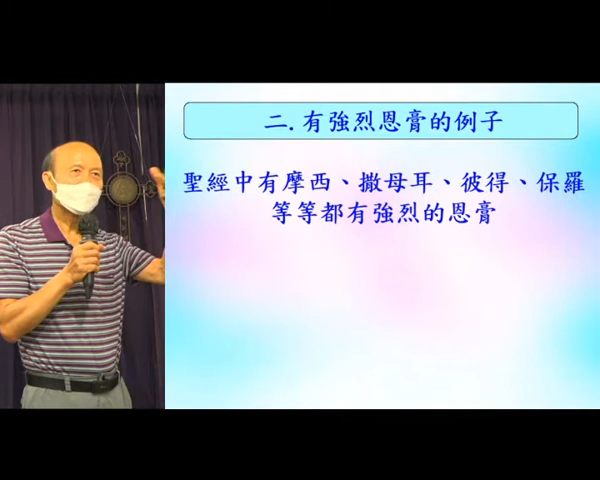 二.有強烈恩膏的例子
聖經中有摩西、撒母耳、彼得、保羅
等等都有強烈的恩膏